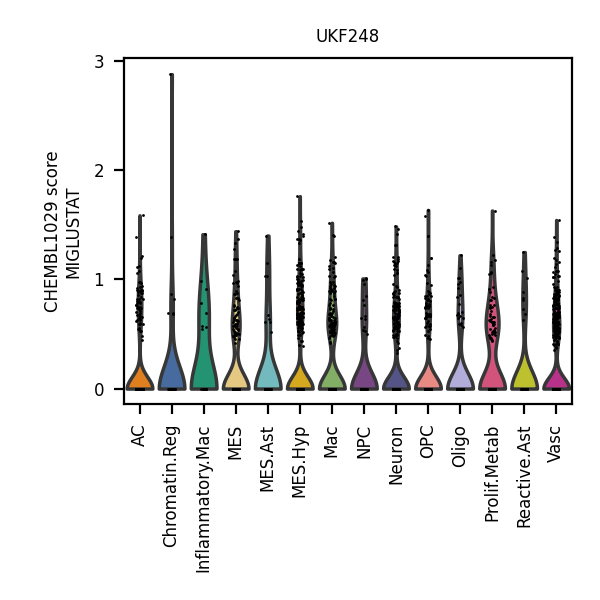 UKF248
CHEMBL1029 score
MIGLUSTAT
3
2
1
0
AC
Chromatin.Reg
Inflammatory.Mac
MES
MES.Ast
MES.Hyp
Mac
NPC
Neuron
OPC
Oligo
Prolif.Metab
Reactive.Ast
Vasc